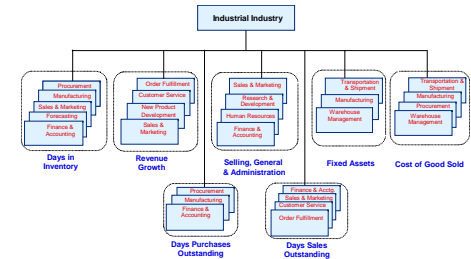 Industrial Industry
Procurement
Manufacturing
Sales & Marketing
Forecasting
Finance &
Accounting
Days in
Inventory
Order Fulfillment
Customer Service
New Product
Development
Sales &
Marketing
Revenue
Growth
Sales & Marketing
Research &
Development
Human Resources
Finance &
Accounting
Selling, General
& Administration
Transportation
& Shipment
Manufacturing
Warehouse
Management
Fixed Assets
Transportation &
Shipment
Manufacturing
Procurement
Warehouse
Management
Cost of Good Sold
Procurement
Manufacturing
Finance &
Accounting
Days Purchases
Outstanding
Finance & Acctg.
Sales & Marketing
Customer Service
Order Fulfillment
Days Sales
Outstanding